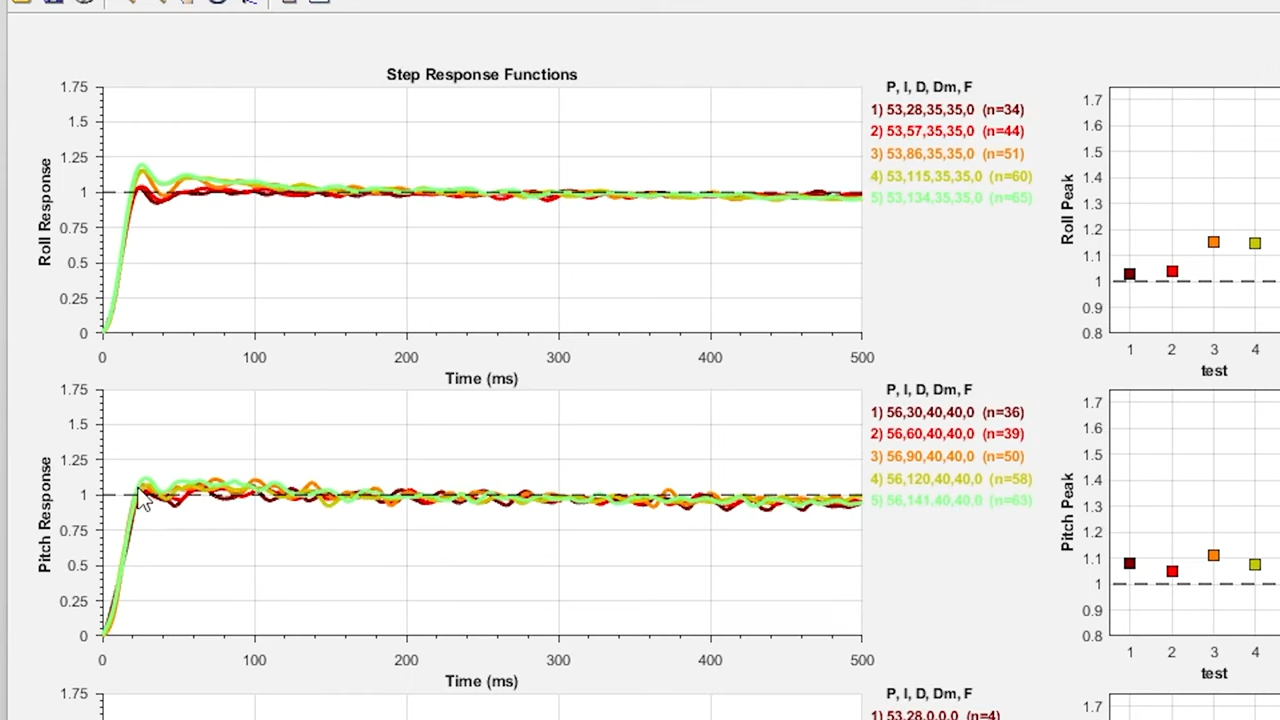 Step Response Functions
Roll Response
1.75
1.5
1.25
1
0.75
0.5
0.25
0
0 100 200 300 400 500
Time (ms)
P, I, D, Dm, F
1) 53,28,35,35,0 (n=34)
2) 53,57,35,35,0 (n=44)
3) 53,86,35,35,0 (n=51)
4) 53,115,35,35,0 (n=60)
5) 53,134,35,35,0 (n=65)
Roll Peak
1.7
1.6
1.5
1.4
1.3
1.2
1.1
1
0.9
0.8
1 2 3 4
test
Pitch Response
1.75
1.5
1.25
1
0.75
0.5
0.25
0
0 100 200 300 400 500
Time (ms)
P, I, D, Dm, F
1) 56,30,40,40,0 (n=36)
2) 56,60,40,40,0 (n=39)
3) 56,90,40,40,0 (n=50)
4) 56,120,40,40,0 (n=58)
5) 56,141,40,40,0 (n=63)
Pitch Peak
1.7
1.6
1.5
1.4
1.3
1.2
1.1
1
0.9
0.8
1 2 3 4
test
1.75
P, I, D, Dm, F
1) 53,28,0,0,0 (n=4)
1.7